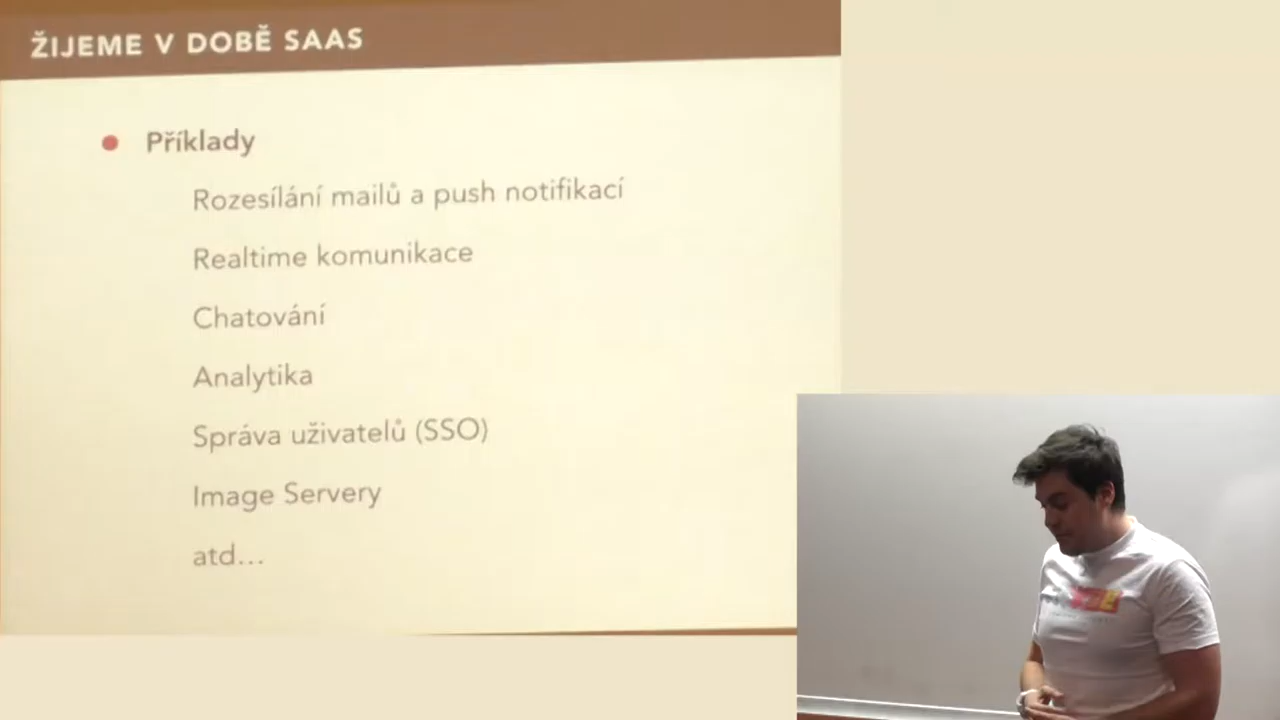 ŽIJEME V DOBĚ SAAS
Příklady
Rozesílání mailů a push notifikací
Realtime komunikace
Chatování
Analytika
Správa uživatelů (SSO)
Image Servery
atd...